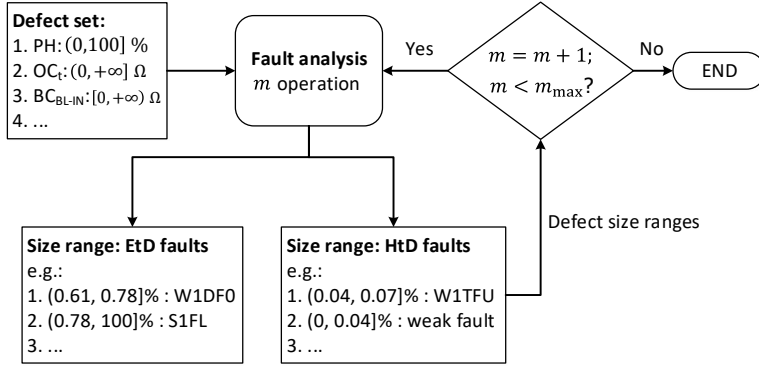 Defect set:
1. PH: (0,100] %
2. OCₜ: (0, +∞] Ω
3. BC_BL-IN: [0, +∞) Ω
4. ...
Fault analysis
m operation
Yes
m = m + 1;
m < m_max?
No
END
Size range: EtD faults
e.g.:
1. (0.61, 0.78]% : W1DF0
2. (0.78, 100]% : S1FL
3. ...
Size range: HtD faults
e.g.:
1. (0.04, 0.07]% : W1TFU
2. (0, 0.04]% : weak fault
3. ...
Defect size ranges